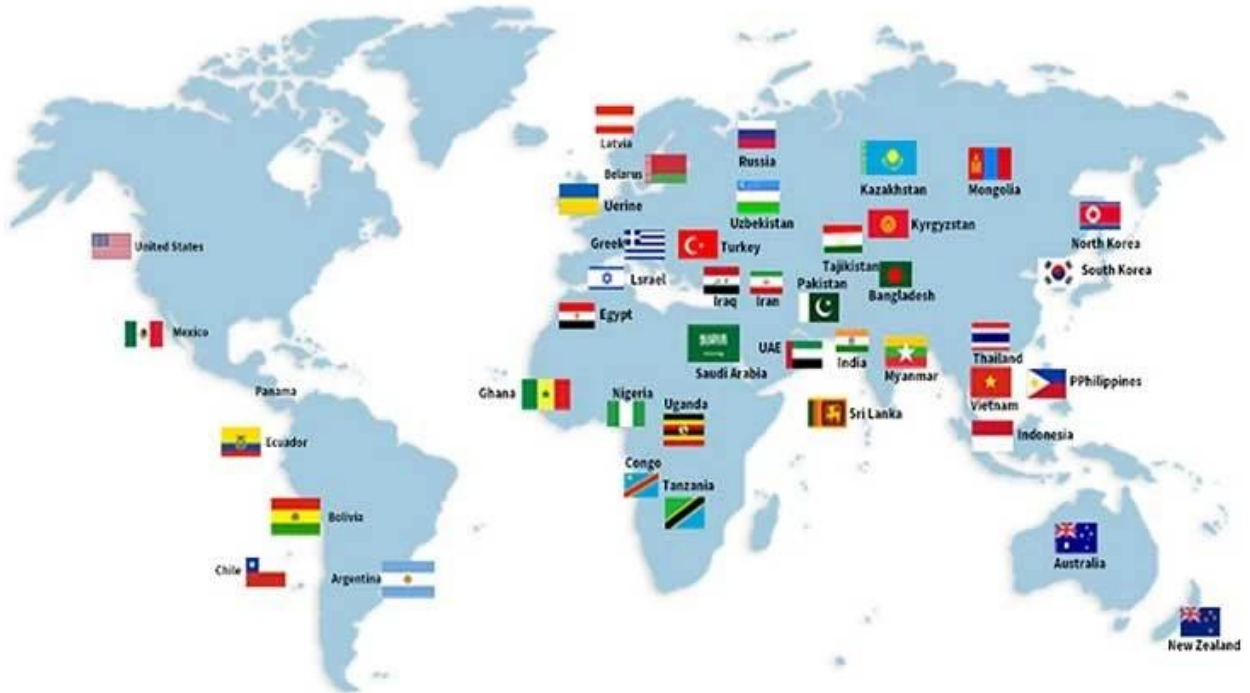 Latvia
Russia
Belarus
Kazakhstan
Mongolia
Uerine
Uzbekistan
Kyrgyzstan
North Korea
United States
Greek
Turkey
Tajikistan
South Korea
Lsrael
Iraq
Iran
Pakistan
Bangladesh
Egypt
Mexico
UAE
India
Thailand
Saudi Arabia
Myanmar
Panama
Ghana
Nigeria
Uganda
Sri Lanka
Vietnam
PPhilippines
Ecuador
Indonesia
Congo
Tanzania
Bolivia
Chile
Argentina
Australia
New Zealand